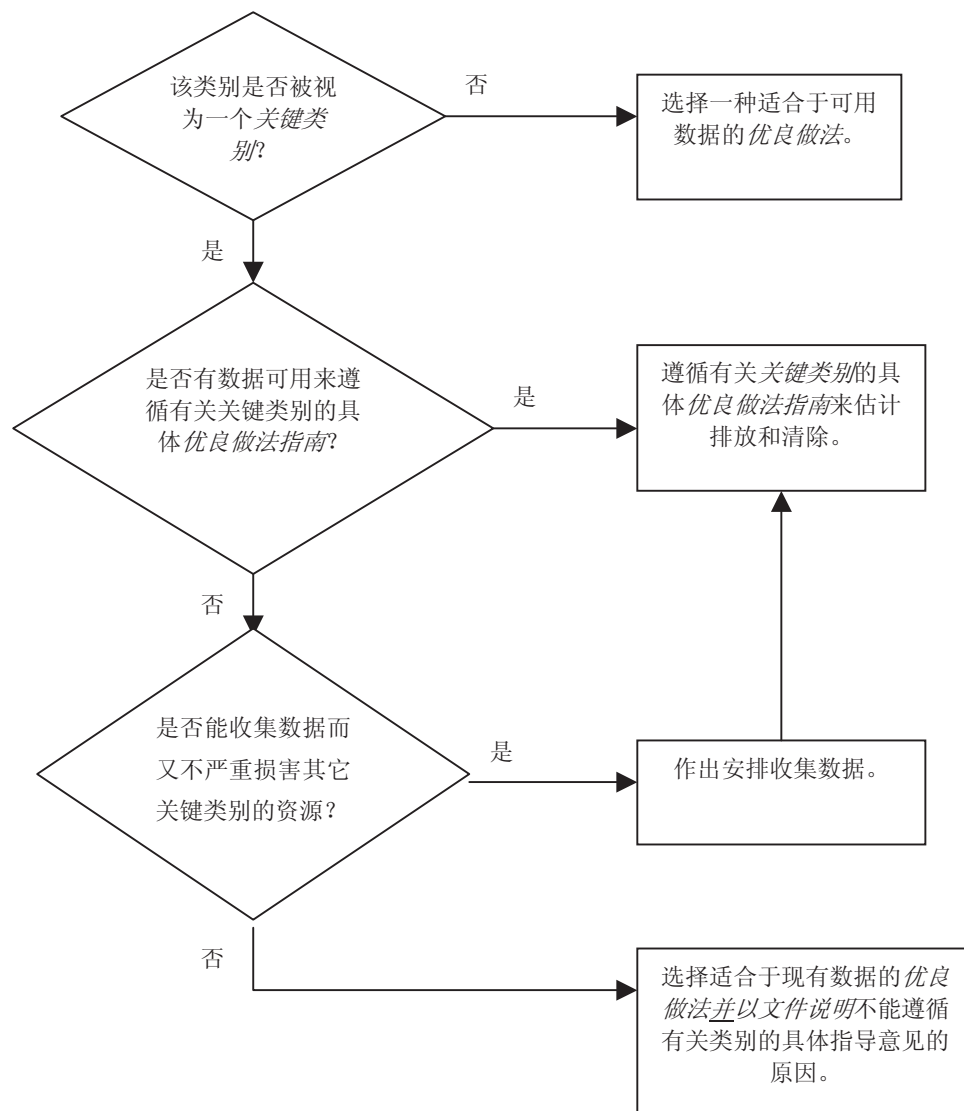 该类别是否被视
为一个关键类
别?
否
选择一种适合于可用
数据的优良做法。
是
是否有数据可用来遵
循有关关键类别的具
体优良做法指南?
是
遵循有关关键类别的具
体优良做法指南来估计
排放和清除。
否
是否能收集数据而
又不严重损害其它
关键类别的资源?
是
作出安排收集数据。
否
选择适合于现有数据的优良
做法并以文件说明不能遵循
有关类别的具体指导意见的
原因。